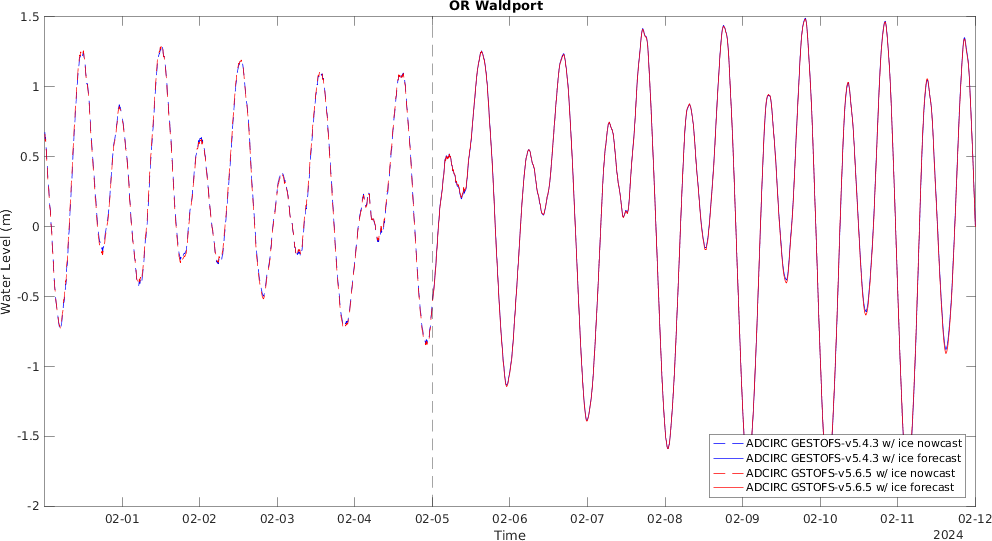 OR Waldport
1.5
1
0.5
0
-0.5
-1
-1.5
-2
Water Level (m)
ADCIRC GESTOFS-v5.4.3 w/ ice nowcast
ADCIRC GESTOFS-v5.4.3 w/ ice forecast
ADCIRC GSTOFS-v5.6.5 w/ ice nowcast
ADCIRC GSTOFS-v5.6.5 w/ ice forecast
02-01 02-02 02-03 02-04 02-05 02-06 02-07 02-08 02-09 02-10 02-11 02-12
Time
2024